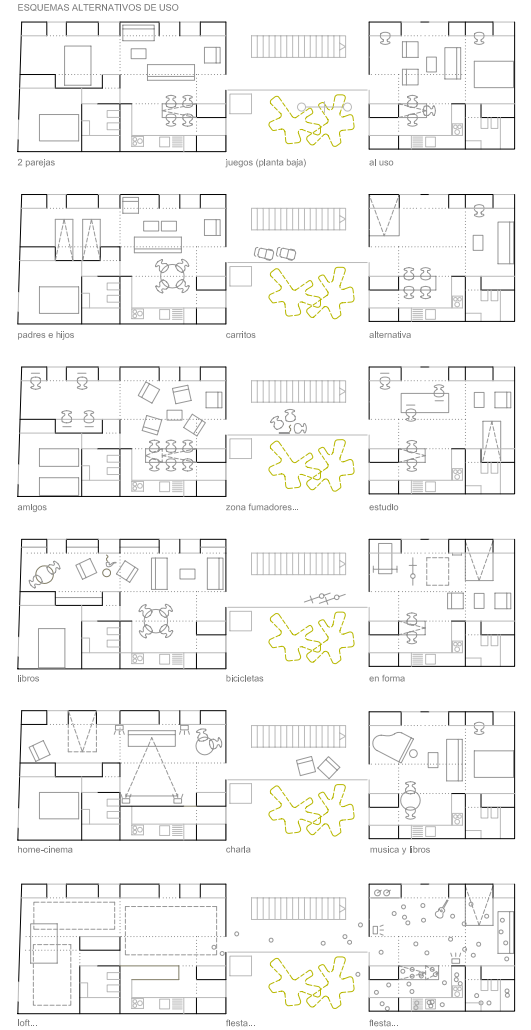 ESQUEMAS ALTERNATIVOS DE USO
2 parejas
juegos (planta baja)
al uso
padres e hijos
carritos
alternativa
amigos
zona fumadores...
estudio
libros
bicicletas
en forma
home-cinema
charla
musica y libros
loft...
fiesta...
fiesta...